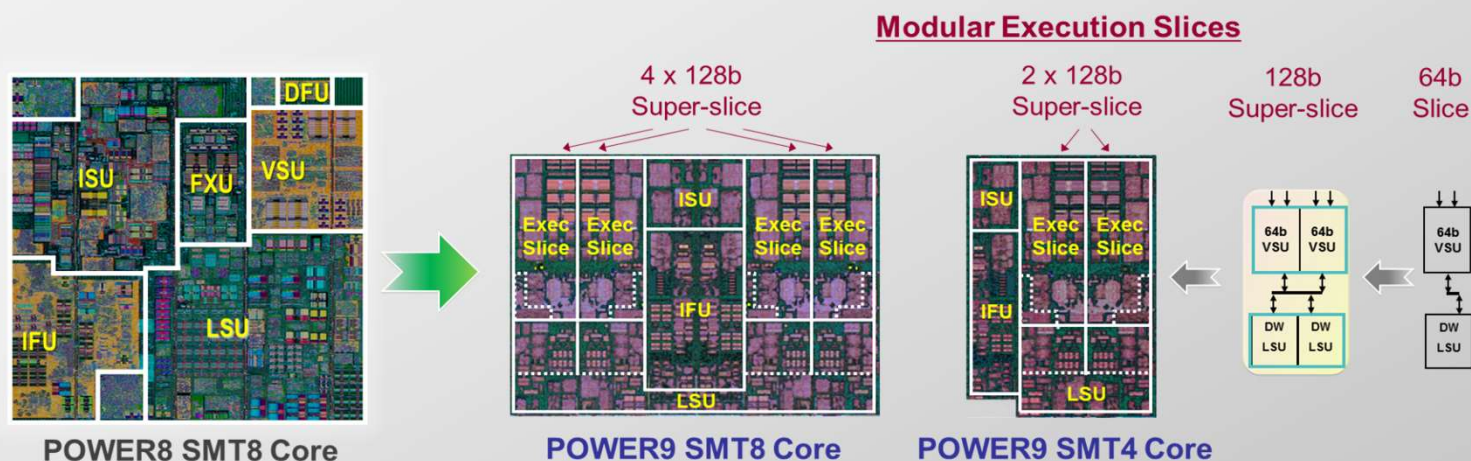 Modular Execution Slices
4 x 128b
Super-slice
2 x 128b
Super-slice
128b
Super-slice
64b
Slice
DFU
VSU
ISU
FXU
IFU
LSU
POWER8 SMT8 Core
ISU
Exec
Slice
Exec
Slice
Exec
Slice
Exec
Slice
IFU
LSU
POWER9 SMT8 Core
ISU
Exec
Slice
Exec
Slice
IFU
LSU
POWER9 SMT4 Core
64b
VSU
64b
VSU
DW
LSU
DW
LSU
64b
VSU
DW
LSU